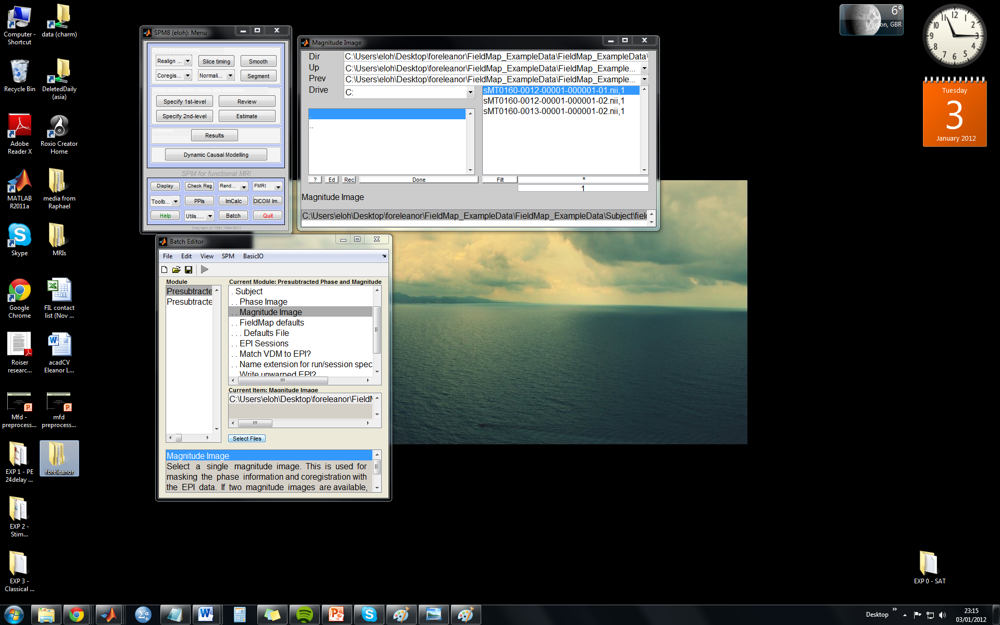 Computer - Shortcut
data (charm)
Recycle Bin
DeletedDaily (asia)
Adobe Reader X
Roxio Creator Home
MATLAB R2011a
media from Raphael
Skype
MRIs
Google Chrome
FIL contact list (Nov ...
Roiser researc...
acadCV Eleanor L...
Mfd - preprocess...
mfd preprocess...
EXP 1 - PE 24delay ...
foreleanor
EXP 2 - Stim...
EXP 3 - Classical ...
SPM8 (eloh): Menu
Realign ...
Slice timing
Smooth
Coregis...
Normali...
Segment
Model specification, review and estimation
Specify 1st-level
Review
Specify 2nd-level
Estimate
Results
Dynamic Causal Modelling
SPM for functional MRI
Display
Check Reg
Rend...
FMRI
Toolb...
PPIs
ImCalc
DICOM Im...
Help
Utils.....
Batch
Quit
Copyright (c) 1991,1994-2011
Magnitude Image
Dir
C:\Users\eloh\Desktop\foreleanor\FieldMap_ExampleData\FieldMap_ExampleData\
Up
C:\Users\eloh\Desktop\foreleanor\FieldMap_ExampleData\FieldMap_Example...
Prev
C:\Users\eloh\Desktop\foreleanor\FieldMap_ExampleData\FieldMap_Example...
Drive
C:
sMT0160-0012-00001-000001-01.nii,1
sMT0160-0012-00001-000001-02.nii,1
sMT0160-0013-00001-000001-02.nii,1
.
..
?
Ed
Rec
Done
Filt
*
1
Magnitude Image
C:\Users\eloh\Desktop\foreleanor\FieldMap_ExampleData\FieldMap_ExampleData\Subject\fiel
Batch Editor
File Edit View SPM BasicIO
Module
Presubtracte
Presubtracte
Current Module: Presubtracted Phase and Magnitude
. Subject
. . Phase Image
. . Magnitude Image
. . FieldMap defaults
. . . Defaults File
. . EPI Sessions
. . Match VDM to EPI?
. . Name extension for run/session spec
. . Write unwarped EPI?
Current Item: Magnitude Image
C:\Users\eloh\Desktop\foreleanor\FieldM
Select Files
Magnitude Image
Select a single magnitude image. This is used for
masking the phase information and coregistration with
the EPI data. If two magnitude images are available,
6°
London, GBR
12 1 2 3 4 5 6 7 8 9 10 11
Tuesday
3
January 2012
EXP 0 - SAT
Desktop
23:15
03/01/2012